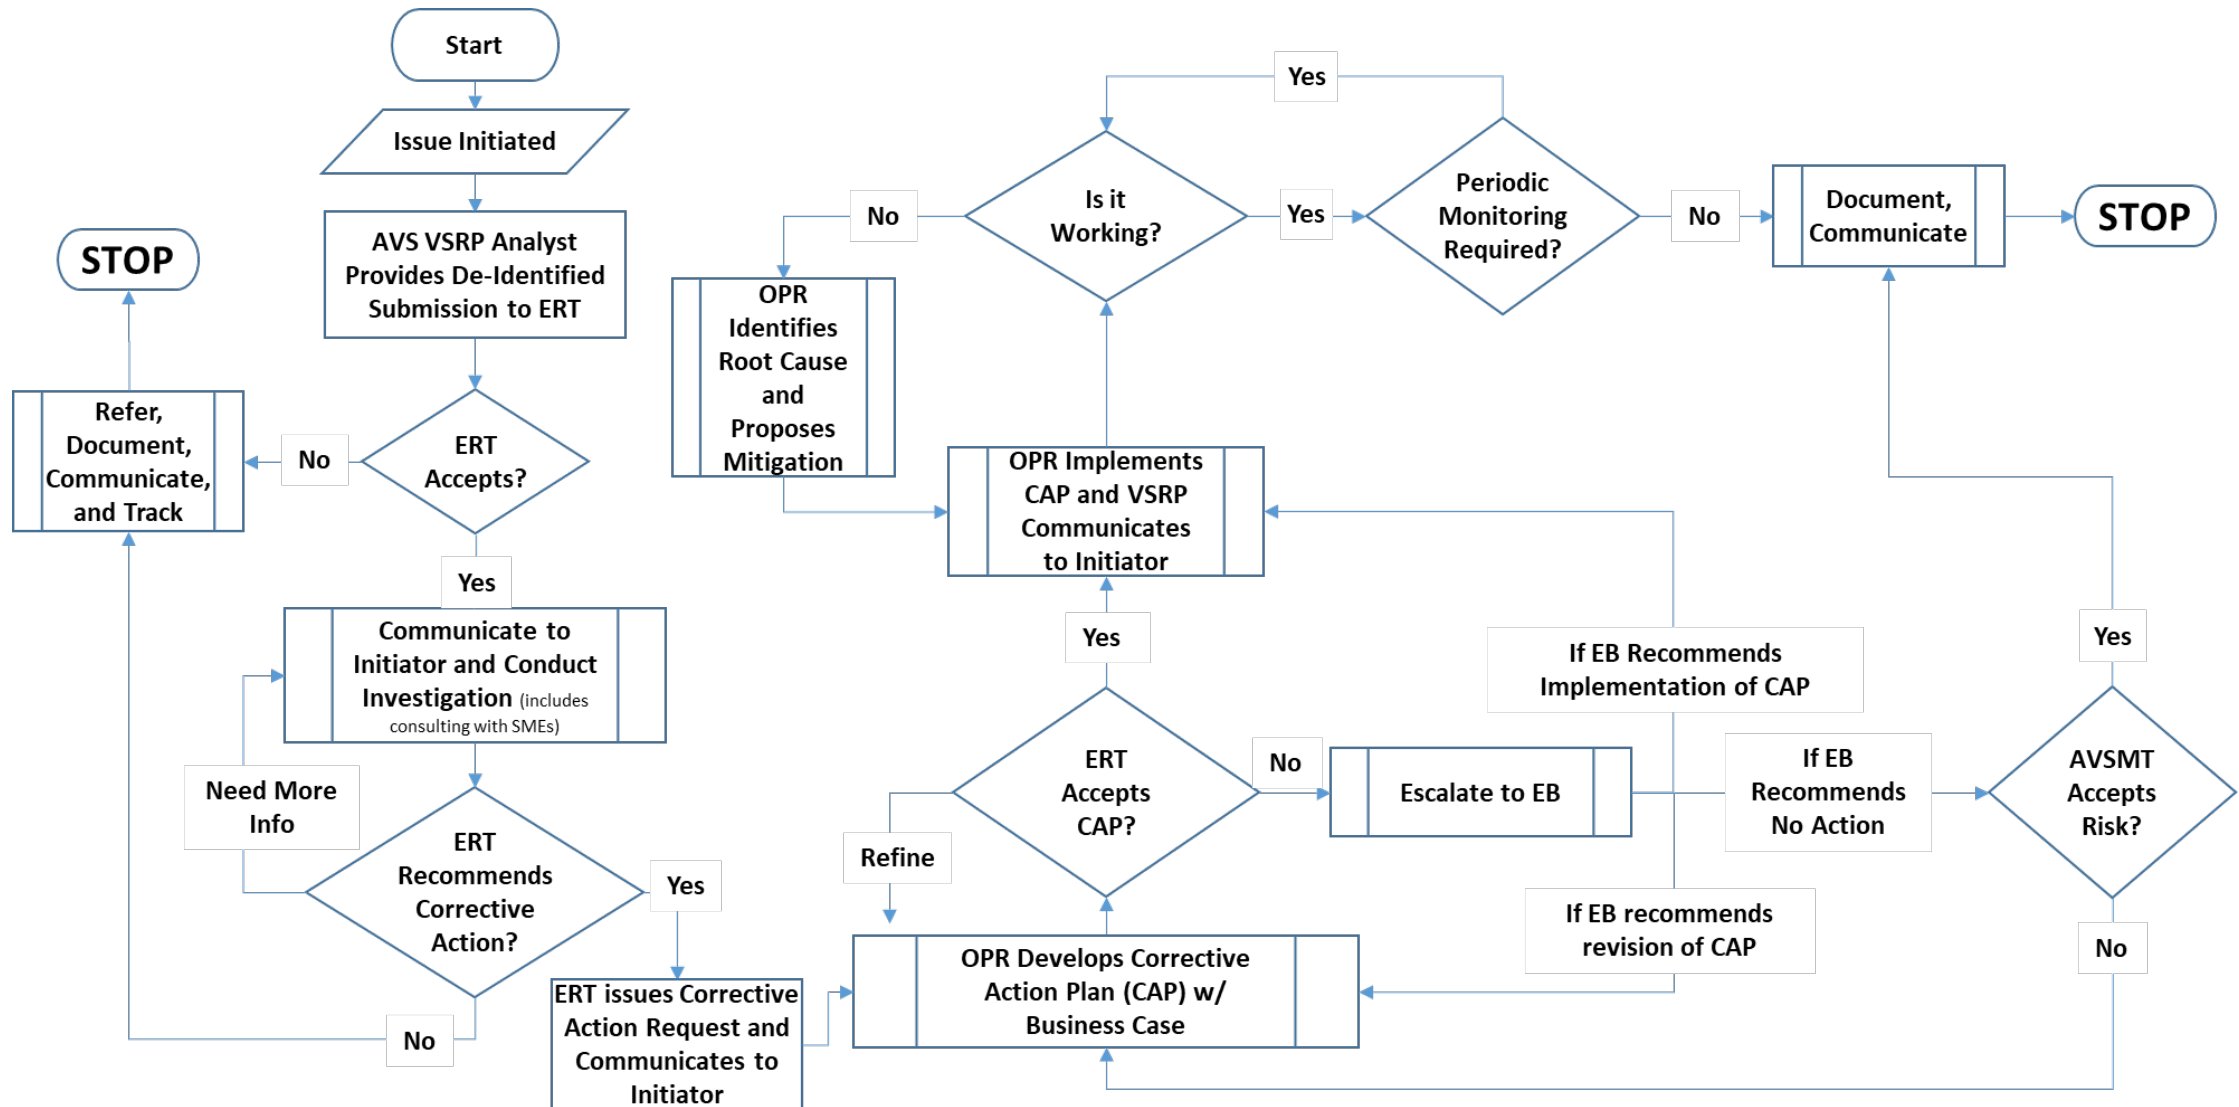 Start
Issue Initiated
AVS VSRP Analyst
Provides De-Identified
Submission to ERT
STOP
Refer,
Document,
Communicate,
and Track
No
ERT
Accepts?
Yes
Communicate to
Initiator and Conduct
Investigation (includes
consulting with SMEs)
Need More
Info
ERT
Recommends
Corrective
Action?
Yes
No
ERT issues Corrective
Action Request and
Communicates to
Initiator
Yes
Is it
Working?
Yes
Periodic
Monitoring
Required?
No
Document,
Communicate
STOP
No
OPR
Identifies
Root Cause
and
Proposes
Mitigation
OPR Implements
CAP and VSRP
Communicates
to Initiator
Yes
ERT
Accepts
CAP?
No
Escalate to EB
Refine
OPR Develops Corrective
Action Plan (CAP) w/
Business Case
If EB Recommends
Implementation of CAP
If EB
Recommends
No Action
If EB recommends
revision of CAP
Yes
AVSMT
Accepts
Risk?
No